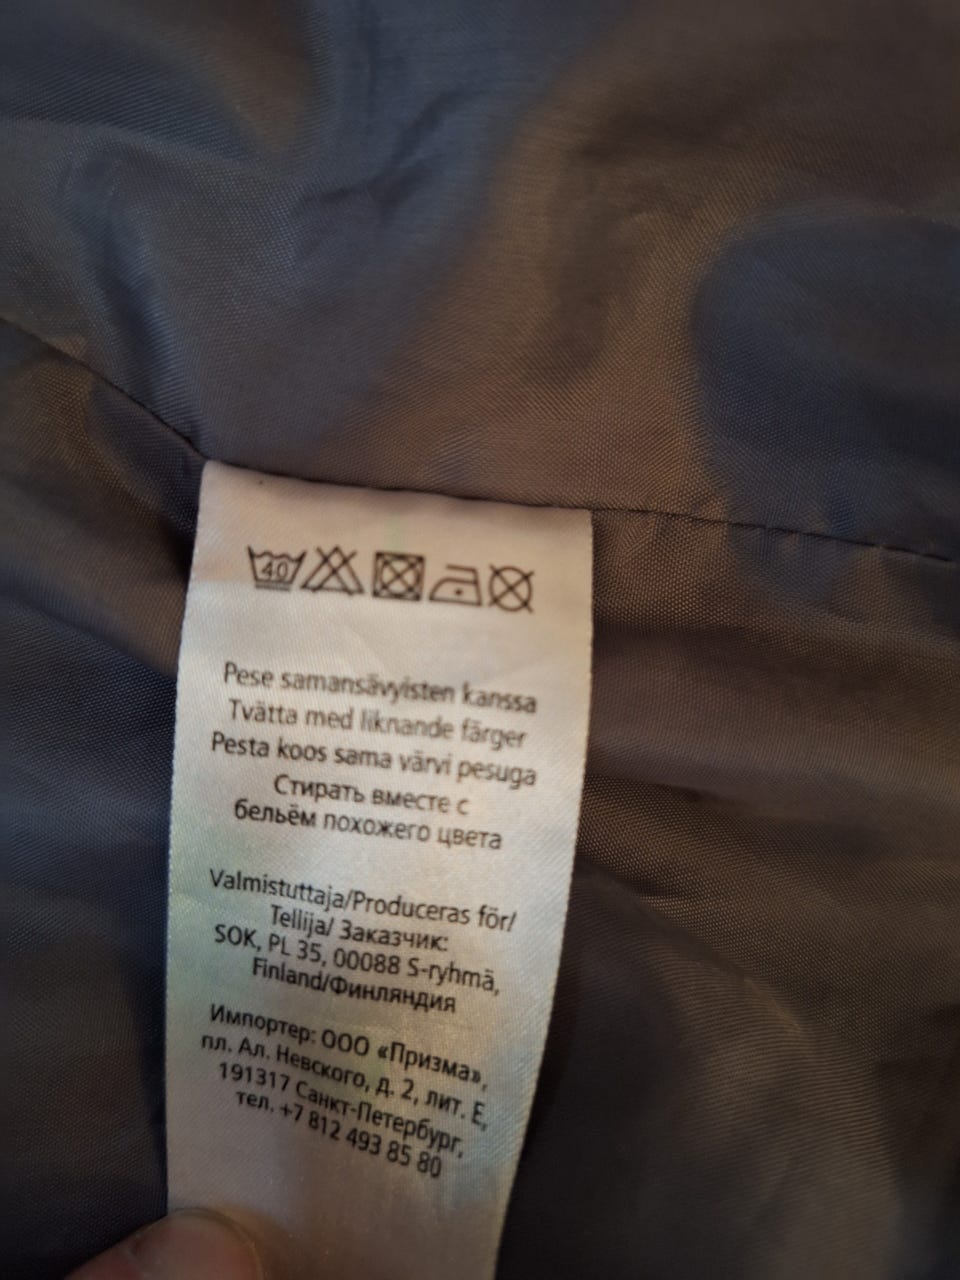 40
Pese samansävyisten kanssa
Tvätta med liknande färger
Pesta koos sama värvi pesuga
Стирать вместе с
бельём похожего цвета
Valmistuttaja/Produceras för/
Tellija/ Заказчик:
SOK, PL 35, 00088 S-ryhmä,
Finland/Финляндия
Импортер: ООО «Призма»,
пл. Ал. Невского, д. 2, лит. Е,
191317 Санкт-Петербург,
тел. +7 812 493 85 80